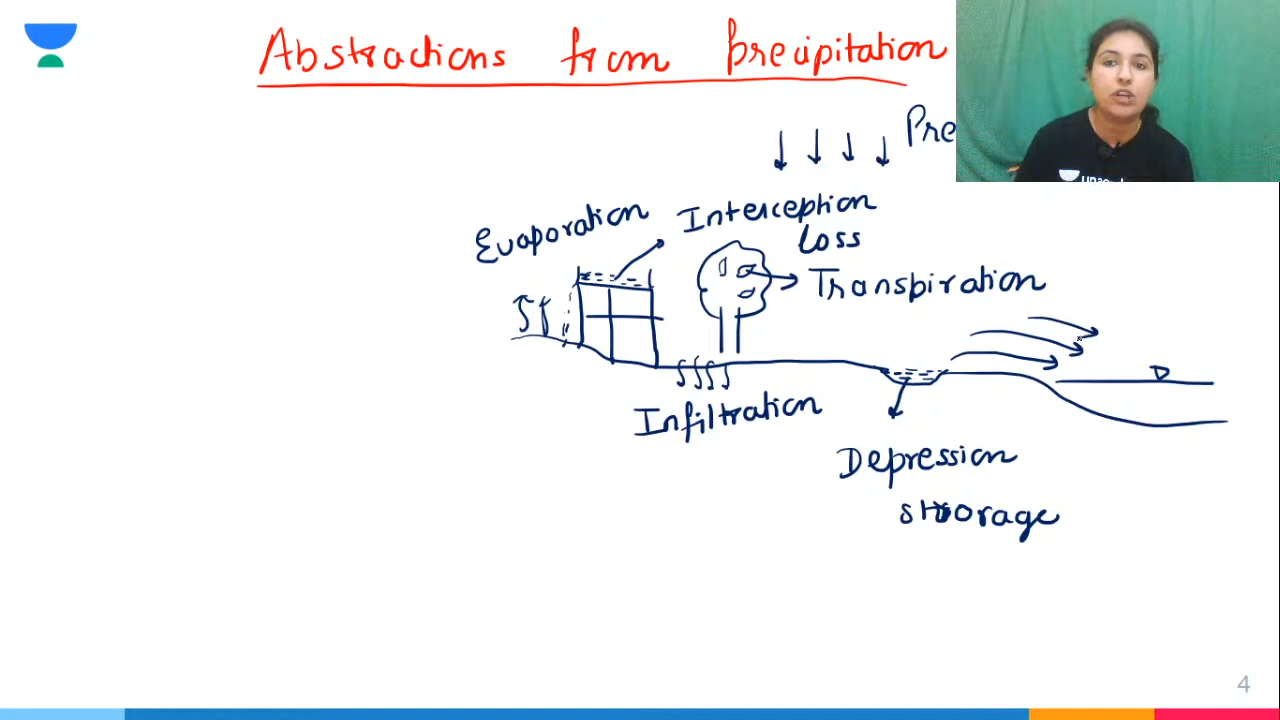 Abstractions from Precipitation
Pre
Interception
loss
Evaporation
Transpiration
Infiltration
Depression
storage
4